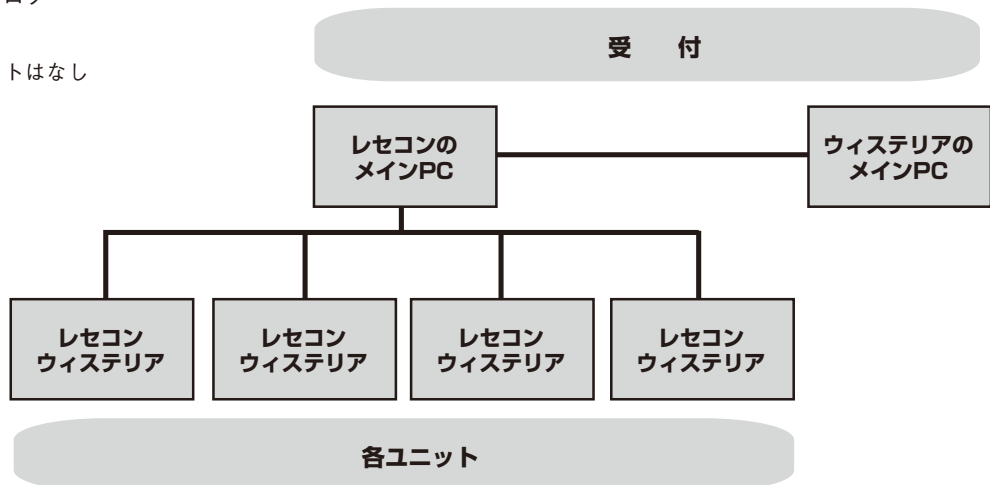 トはなし
受 付
レセコンの
メインPC
ウィステリアの
メインPC
レセコン
ウィステリア
レセコン
ウィステリア
レセコン
ウィステリア
レセコン
ウィステリア
各ユニット